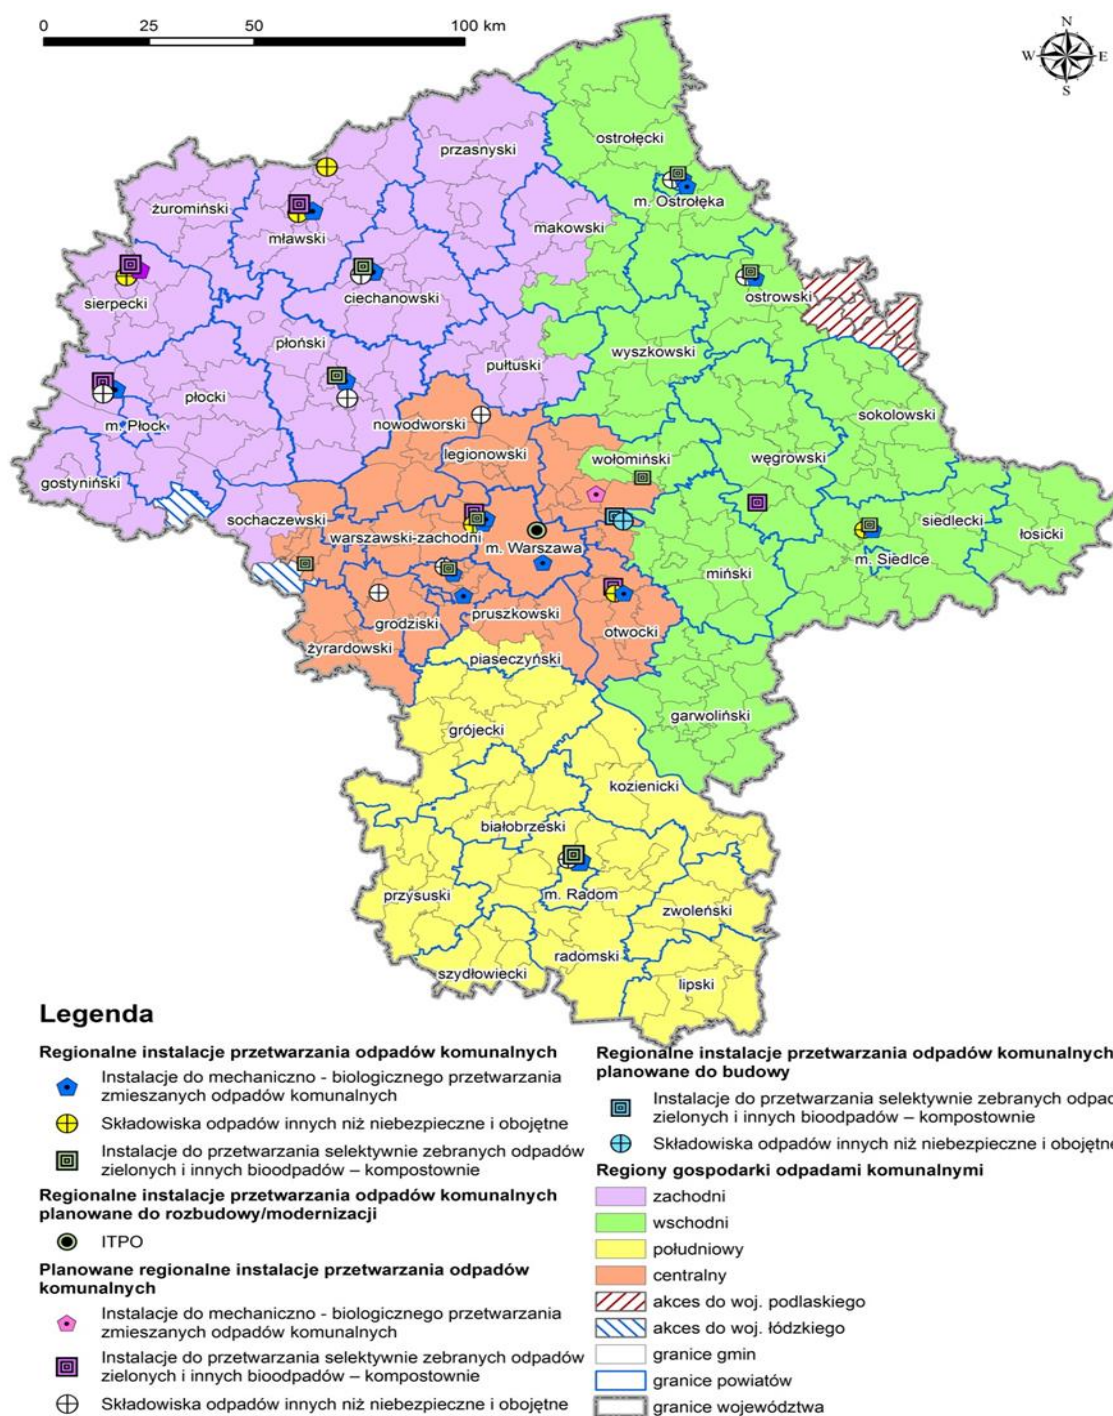 0 25 50 100 km
N
W E
S
ostrołęcki
przasnyski
m. Ostrołęka
żuromiński
mławski
makowski
sierpecki
ciechanowski
ostrowski
płoński
wyszkowski
pułtuski
płocki
sokolowski
m. Płock
nowodworski
legionowski
wołomiński
węgrowski
gostyniński
sochaczewski
warszawski-zachodni
m. Warszawa
siedlecki
łosicki
m. Siedlce
miński
pruszkowski
grodziski
otwocki
żyrardowski
piaseczyński
garwoliński
grójecki
kozienicki
białobrzeski
przysuski
m. Radom
zwoleński
radomski
szydłowiecki
lipski
Legenda
Regionalne instalacje przetwarzania odpadów komunalnych
Instalacje do mechaniczno - biologicznego przetwarzania
zmieszanych odpadów komunalnych
Składowiska odpadów innych niż niebezpieczne i obojętne
Instalacje do przetwarzania selektywnie zebranych odpadów
zielonych i innych bioodpadów – kompostownie
Regionalne instalacje przetwarzania odpadów komunalnych
planowane do rozbudowy/modernizacji
ITPO
Planowane regionalne instalacje przetwarzania odpadów
komunalnych
Instalacje do mechaniczno - biologicznego przetwarzania
zmieszanych odpadów komunalnych
Instalacje do przetwarzania selektywnie zebranych odpadów
zielonych i innych bioodpadów – kompostownie
Składowiska odpadów innych niż niebezpieczne i obojętne
Regionalne instalacje przetwarzania odpadów komunalnych
planowane do budowy
Instalacje do przetwarzania selektywnie zebranych odpad
zielonych i innych bioodpadów – kompostownie
Składowiska odpadów innych niż niebezpieczne i obojętne
Regiony gospodarki odpadami komunalnymi
zachodni
wschodni
południowy
centralny
akces do woj. podlaskiego
akces do woj. łódzkiego
granice gmin
granice powiatów
granice województwa